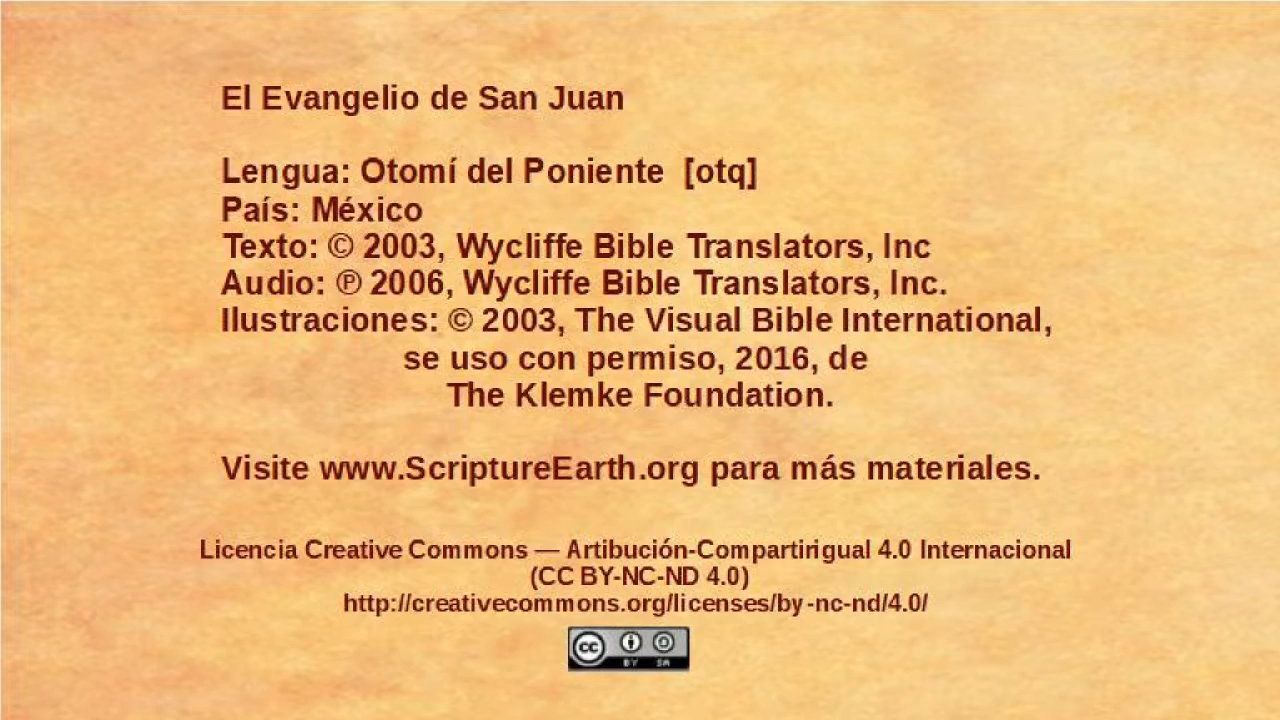 El Evangelio de San Juan
Lengua: Otomí del Poniente [otq]
País: México
Texto: © 2003, Wycliffe Bible Translators, Inc
Audio: ℗ 2006, Wycliffe Bible Translators, Inc.
Ilustraciones: © 2003, The Visual Bible International,
se uso con permiso, 2016, de
The Klemke Foundation.
Visite www.ScriptureEarth.org para más materiales.
Licencia Creative Commons — Artibución-Compartirigual 4.0 Internacional
(CC BY-NC-ND 4.0)
http://creativecommons.org/licenses/by-nc-nd/4.0/
cc
BY SA